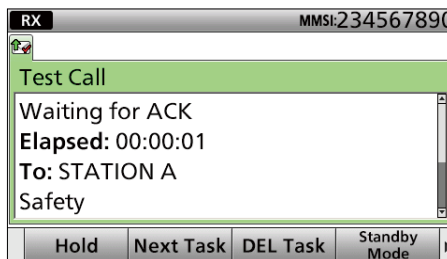 RX MMSI:234567890
Test Call
Waiting for ACK
Elapsed: 00:00:01
To: STATION A
Safety
Hold Next Task DEL Task Standby Mode